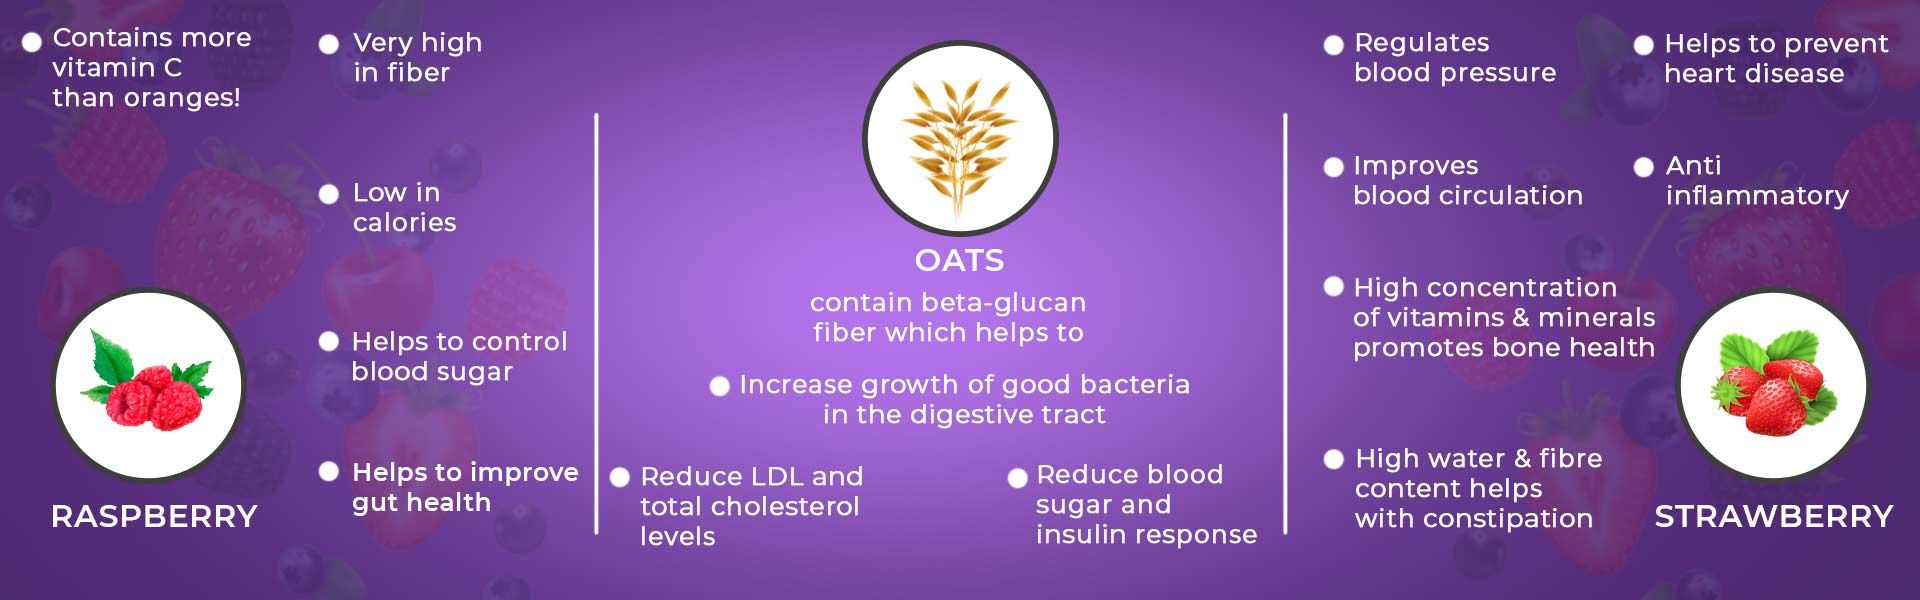 Contains more
vitamin C
than oranges!
Very high
in fiber
Low in
calories
Helps to control
blood sugar
Helps to improve
gut health
RASPBERRY
OATS
contain beta-glucan
fiber which helps to
Increase growth of good bacteria
in the digestive tract
Reduce LDL and
total cholesterol
levels
Reduce blood
sugar and
insulin response
Regulates
blood pressure
Helps to prevent
heart disease
Improves
blood circulation
Anti
inflammatory
High concentration
of vitamins & minerals
promotes bone health
High water & fibre
content helps
with constipation
STRAWBERRY